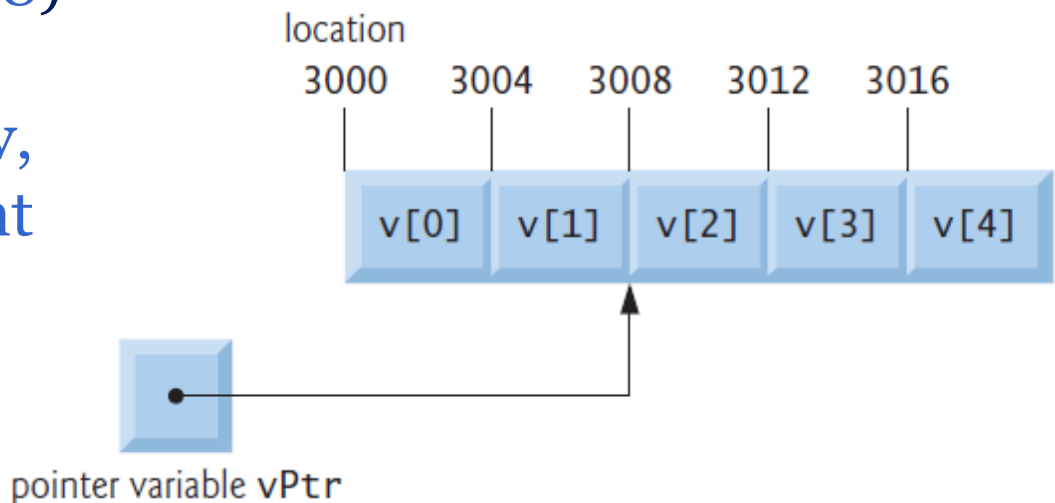 location
3000 3004 3008 3012 3016
v,
v[0] v[1] v[2] v[3] v[4]
pointer variable vPtr